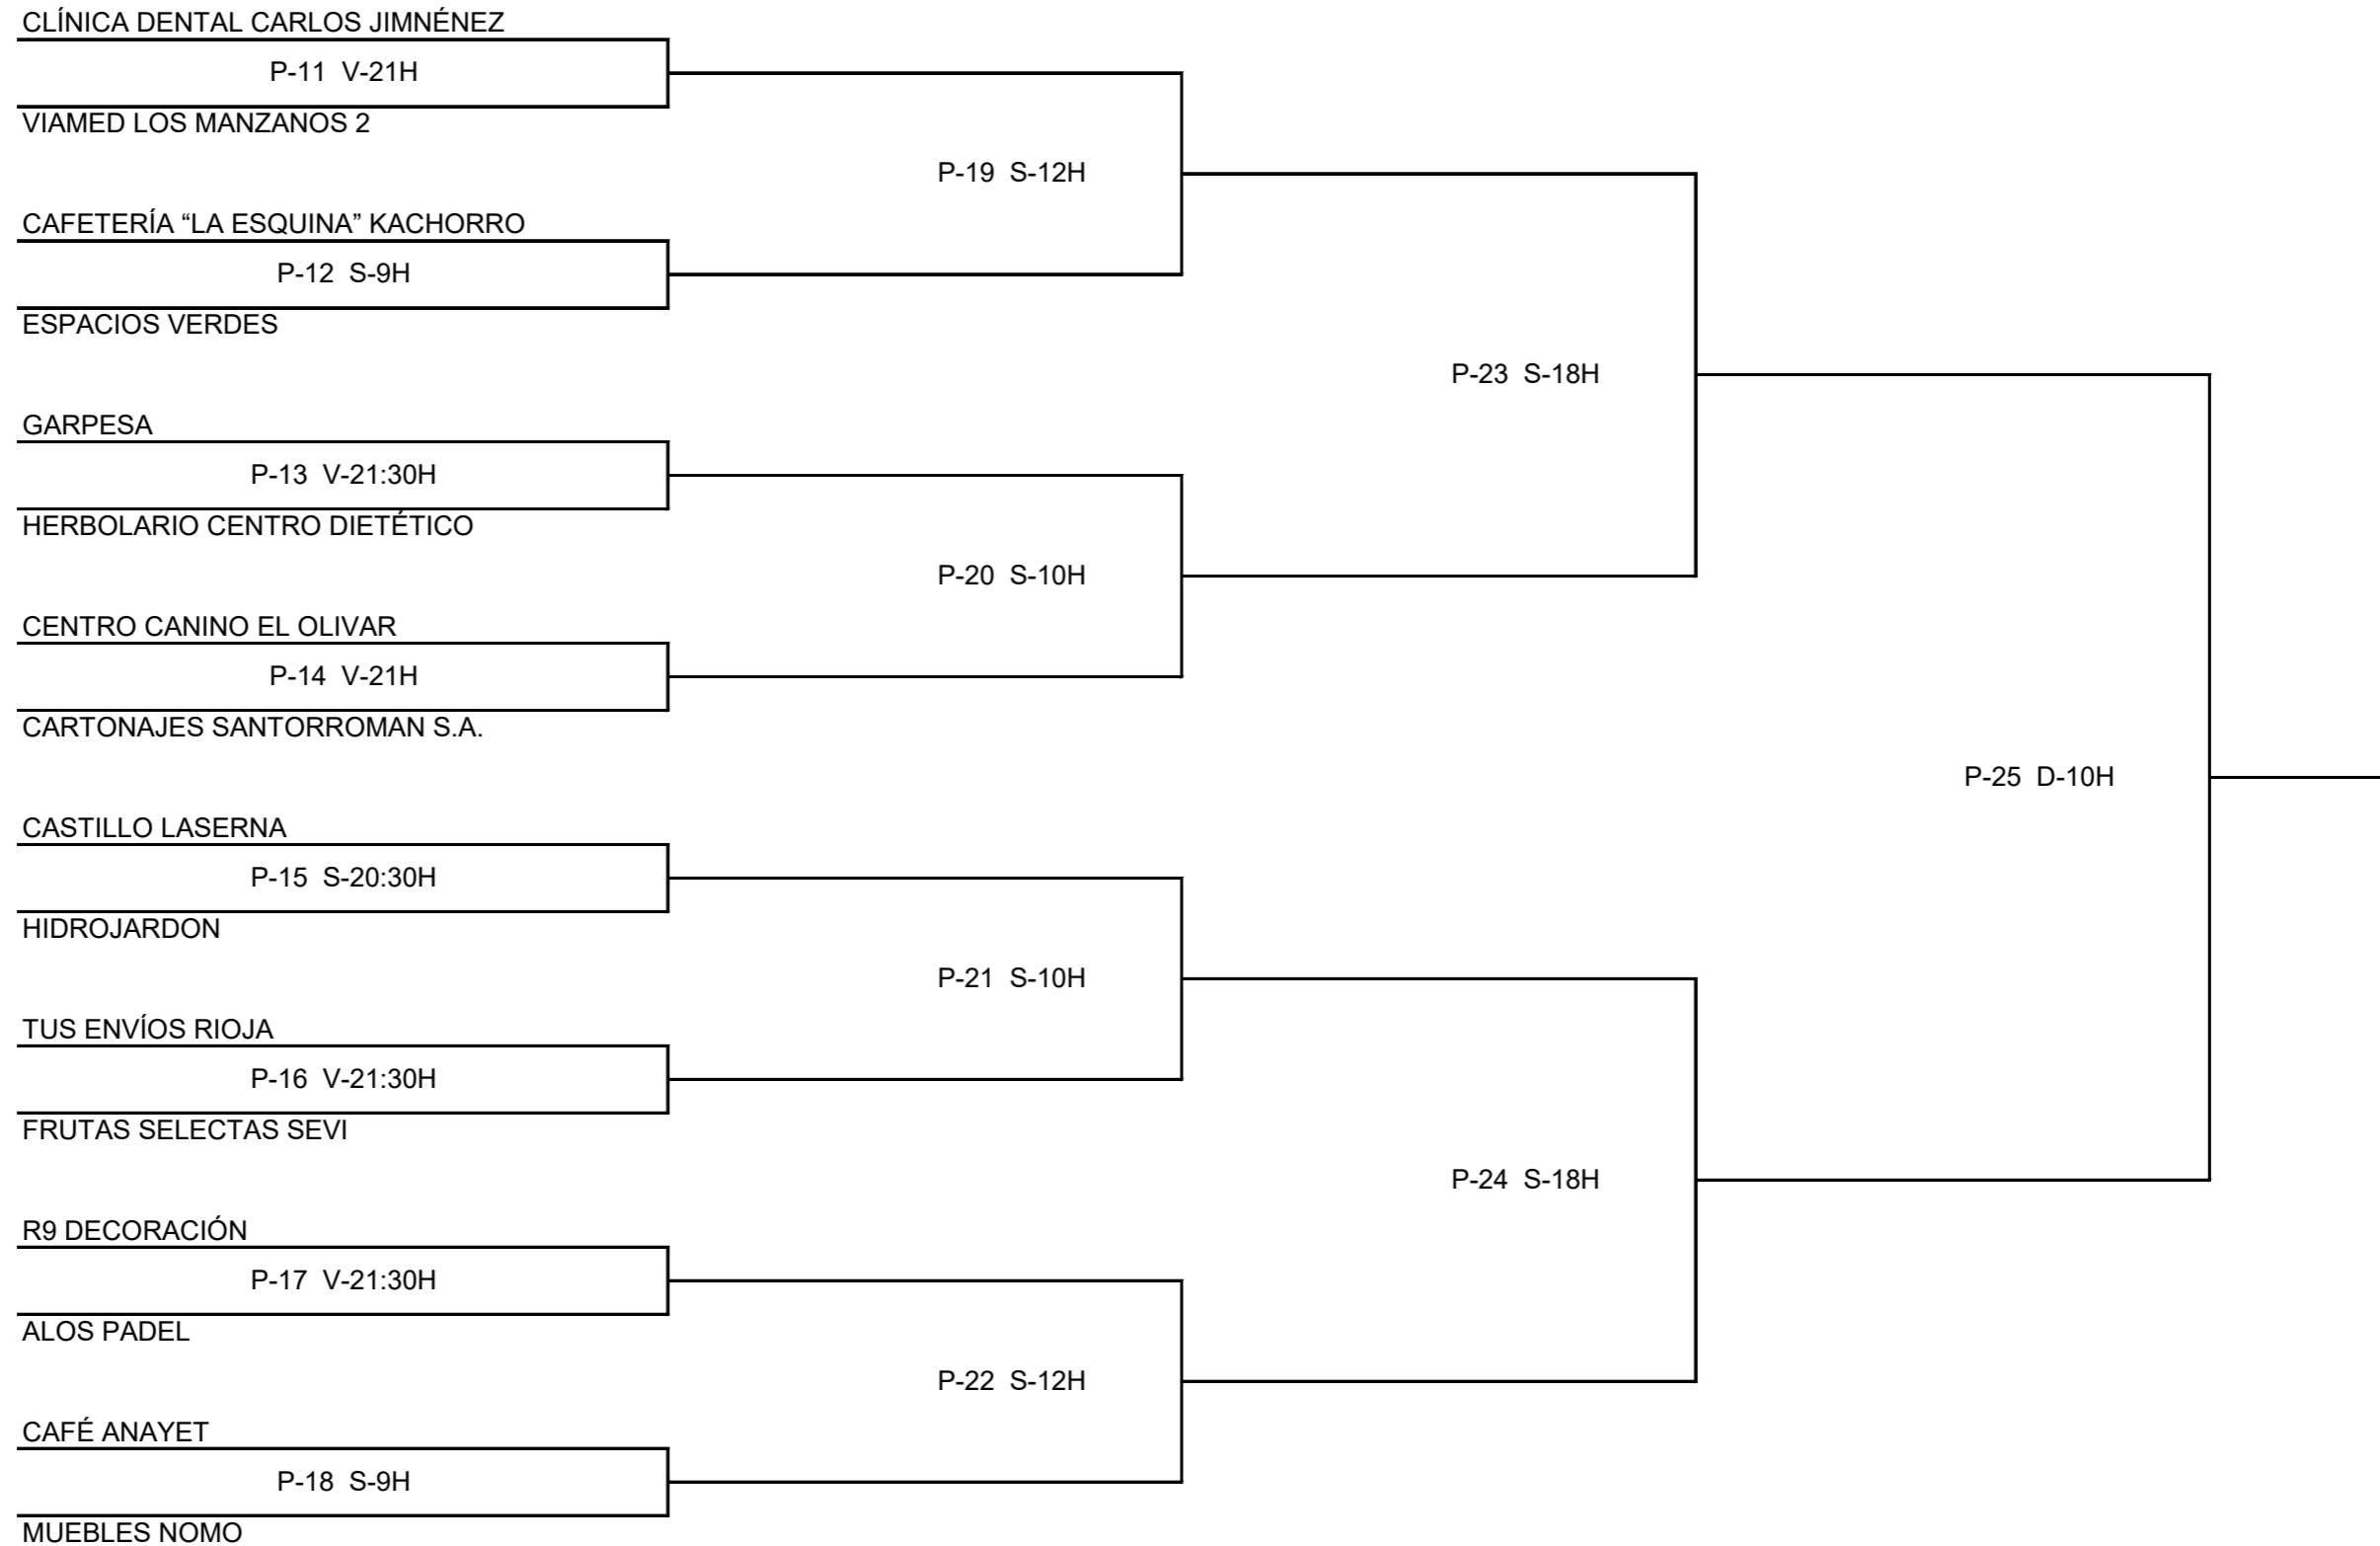 CLÍNICA DENTAL CARLOS JIMNÉNEZ
P-11 V-21H
VIAMED LOS MANZANOS 2
P-19 S-12H
CAFETERÍA “LA ESQUINA” KACHORRO
P-12 S-9H
ESPACIOS VERDES
P-23 S-18H
GARPESA
P-13 V-21:30H
HERBOLARIO CENTRO DIETÉTICO
P-20 S-10H
CENTRO CANINO EL OLIVAR
P-14 V-21H
CARTONAJES SANTORROMAN S.A.
P-25 D-10H
CASTILLO LASERNA
P-15 S-20:30H
HIDROJARDON
P-21 S-10H
TUS ENVÍOS RIOJA
P-16 V-21:30H
FRUTAS SELECTAS SEVI
P-24 S-18H
R9 DECORACIÓN
P-17 V-21:30H
ALOS PADEL
P-22 S-12H
CAFÉ ANAYET
P-18 S-9H
MUEBLES NOMO